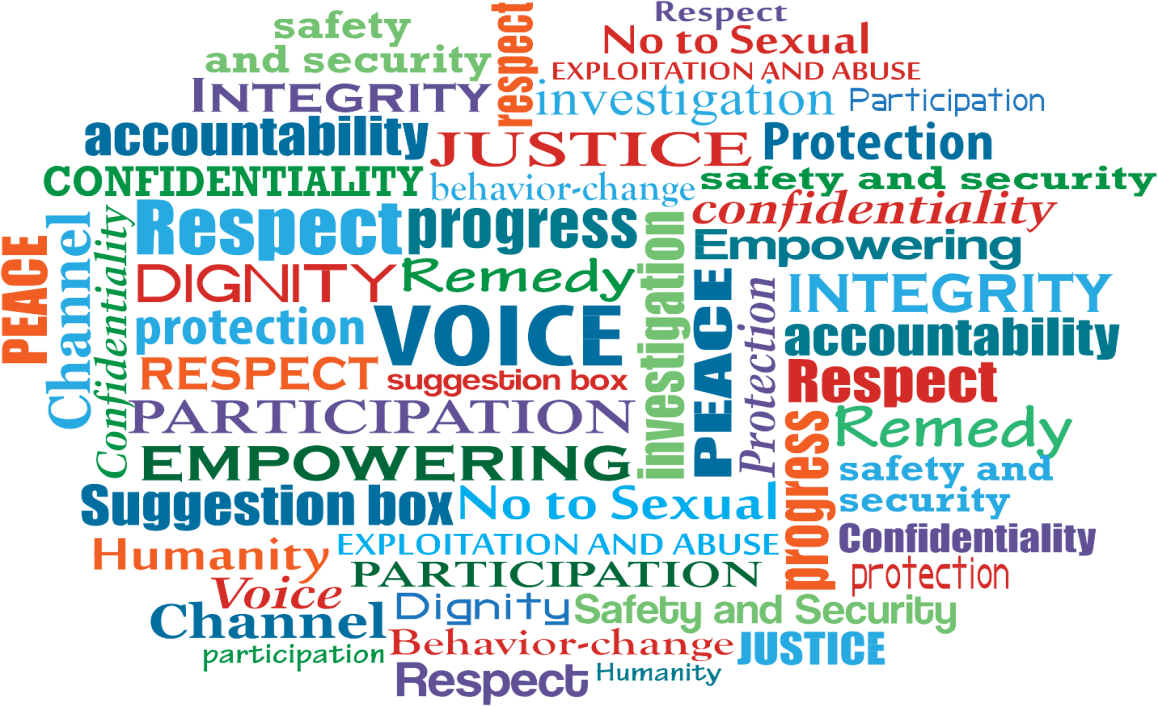 Respect
safety
and security
respect
No to Sexual
EXPLOITATION AND ABUSE
INTEGRITY
investigation
Participation
accountability
JUSTICE
Protection
CONFIDENTIALITY
behavior-change
safety and security
Respect
progress
confidentiality
PEACE
Channel
Confidentiality
investigation
Empowering
DIGNITY
Remedy
PEACE
Protection
INTEGRITY
protection
VOICE
accountability
RESPECT
suggestion box
Respect
PARTICIPATION
progress
Remedy
EMPOWERING
safety and
security
Suggestion box
No to Sexual
EXPLOITATION AND ABUSE
Confidentiality
Humanity
PARTICIPATION
protection
Voice
Channel
Dignity
Safety and Security
participation
Behavior-change
JUSTICE
Respect
Humanity